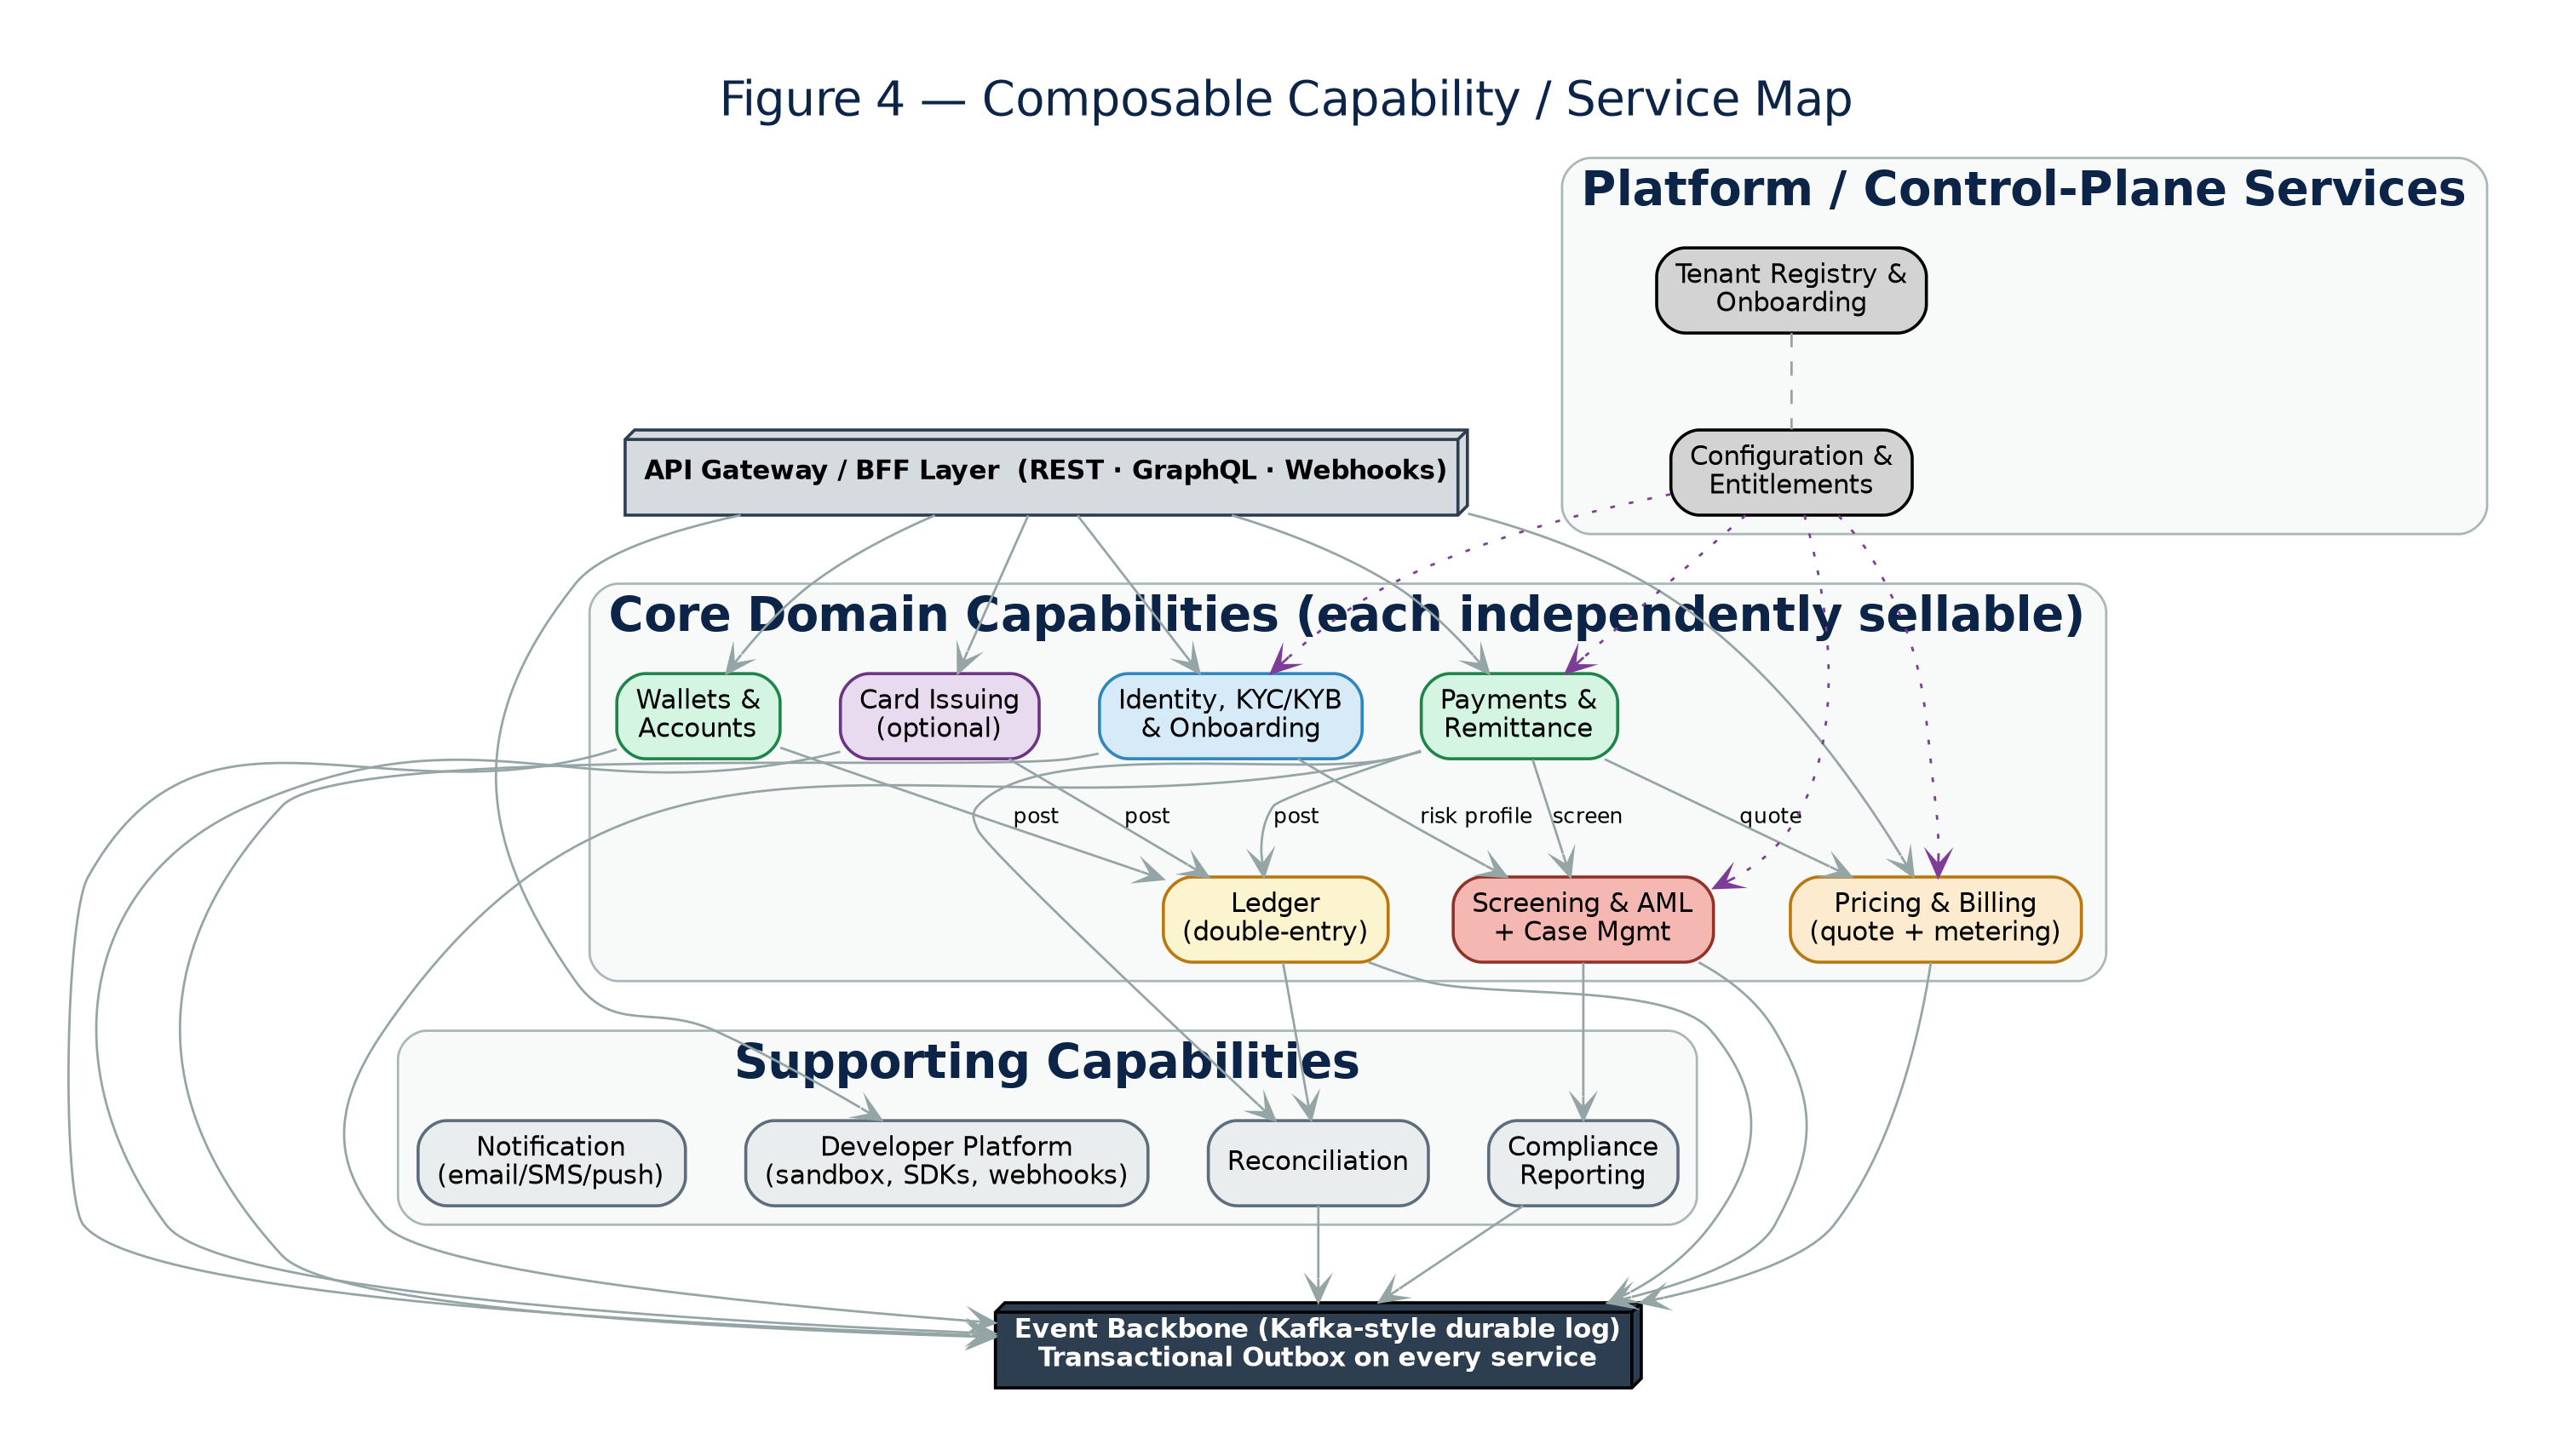 Figure 4 — Composable Capability / Service Map
Platform / Control-Plane Services
Tenant Registry &
Onboarding
Configuration &
Entitlements
API Gateway / BFF Layer  (REST · GraphQL · Webhooks)
Core Domain Capabilities (each independently sellable)
Wallets &
Accounts
Card Issuing
(optional)
Identity, KYC/KYB
& Onboarding
Payments &
Remittance
post
post
post
risk profile
screen
quote
Ledger
(double-entry)
Screening & AML
+ Case Mgmt
Pricing & Billing
(quote + metering)
Supporting Capabilities
Notification
(email/SMS/push)
Developer Platform
(sandbox, SDKs, webhooks)
Reconciliation
Compliance
Reporting
Event Backbone (Kafka-style durable log)
Transactional Outbox on every service